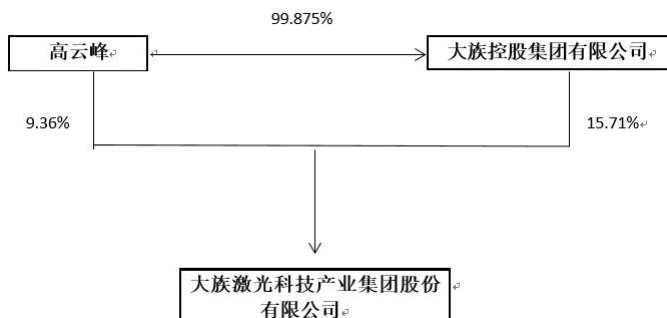 99.875%
高云峰
大族控股集团有限公司
9.36%
15.71%
大族激光科技产业集团股份
有限公司